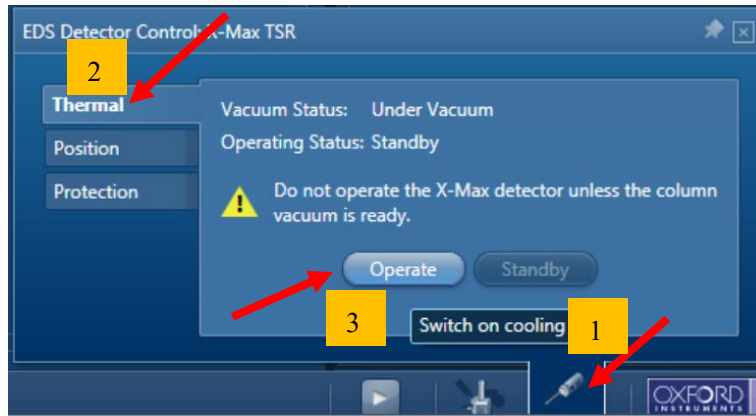 EDS Detector Control: X-Max TSR
2
Thermal
Position
Protection
Vacuum Status: Under Vacuum
Operating Status: Standby
Do not operate the X-Max detector unless the column
vacuum is ready.
Operate
Standby
3
Switch on cooling
1
OXFORD
INSTRUMENTS